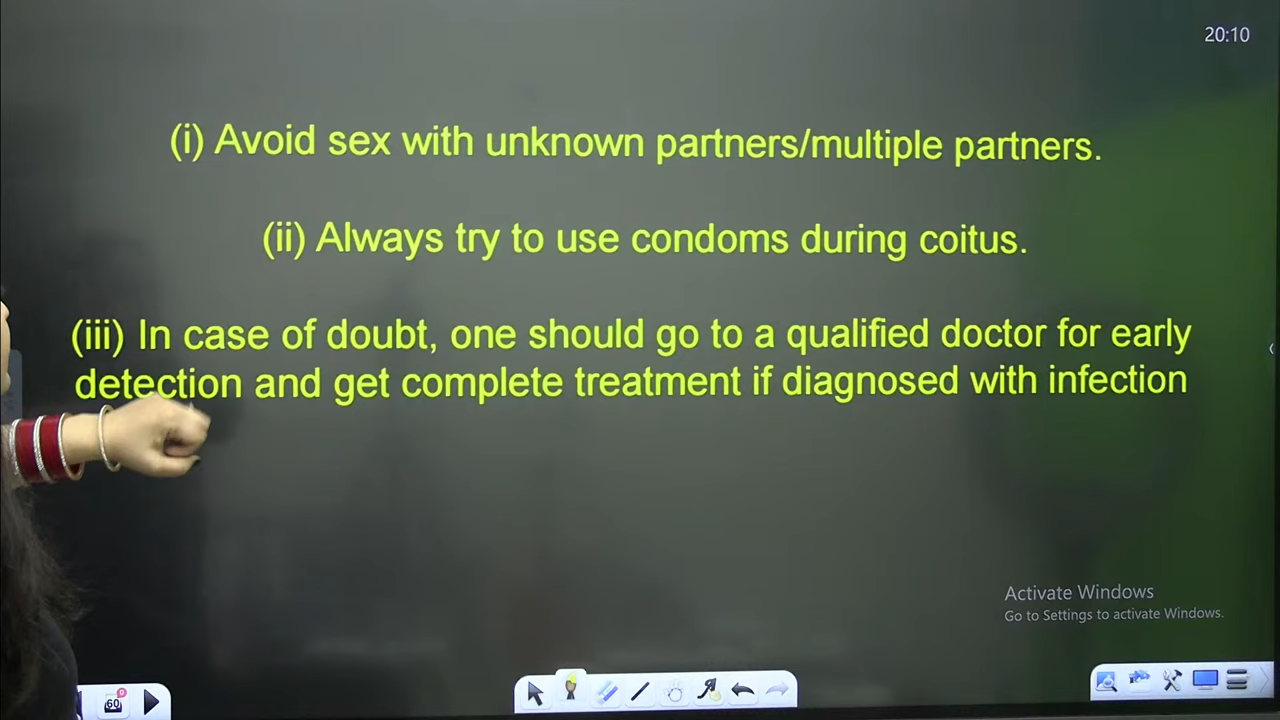 20:10
(i) Avoid sex with unknown partners/multiple partners.
(ii) Always try to use condoms during coitus.
(iii) In case of doubt, one should go to a qualified doctor for early
detection and get complete treatment if diagnosed with infection
Activate Windows
Go to Settings to activate Windows.
0
60